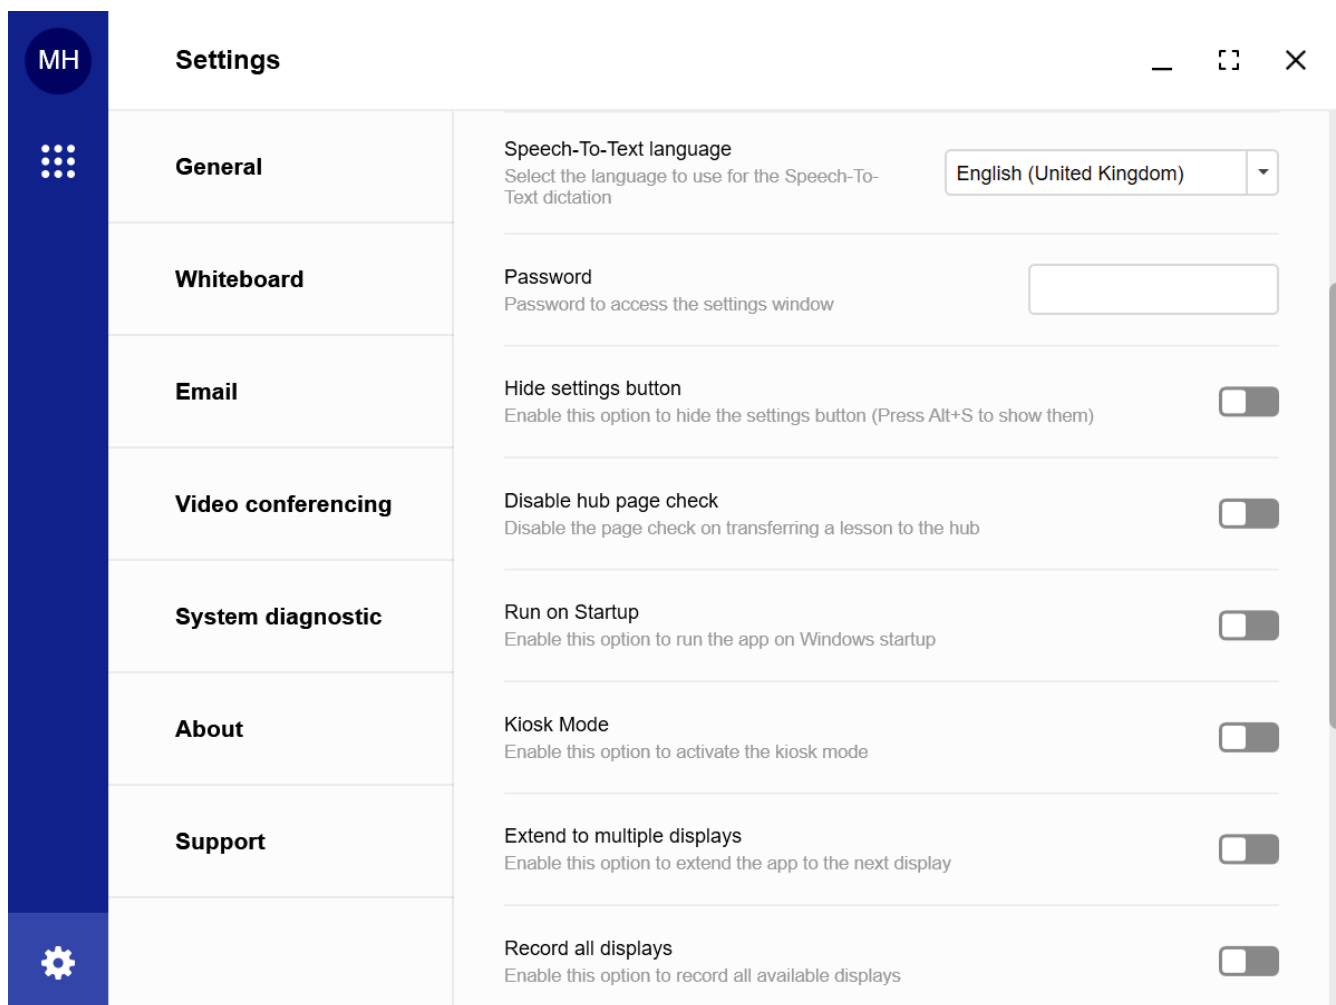 MH
Settings
General
Whiteboard
Email
Video conferencing
System diagnostic
About
Support
Speech-To-Text language
Select the language to use for the Speech-To-
Text dictation
English (United Kingdom)
Password
Password to access the settings window
Hide settings button
Enable this option to hide the settings button (Press Alt+S to show them)
Disable hub page check
Disable the page check on transferring a lesson to the hub
Run on Startup
Enable this option to run the app on Windows startup
Kiosk Mode
Enable this option to activate the kiosk mode
Extend to multiple displays
Enable this option to extend the app to the next display
Record all displays
Enable this option to record all available displays